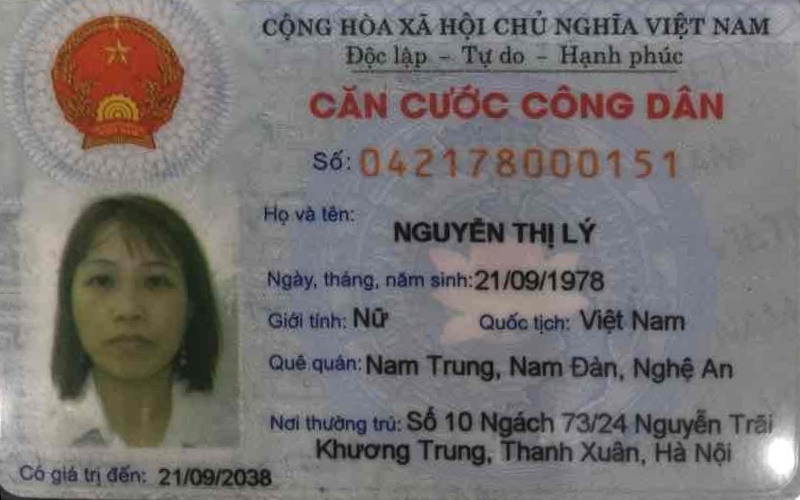 CỘNG HÒA XÃ HỘI CHỦ NGHĨA VIỆT NAM
Độc lập - Tự do - Hạnh phúc
CĂN CƯỚC CÔNG DÂN
Số: 042178000151
Họ và tên:
NGUYỄN THỊ LÝ
Ngày, tháng, năm sinh: 21/09/1978
Giới tính: Nữ Quốc tịch: Việt Nam
Quê quán: Nam Trung, Nam Đàn, Nghệ An
Nơi thường trú: Số 10 Ngách 73/24 Nguyễn Trãi
Khương Trung, Thanh Xuân, Hà Nội
Có giá trị đến: 21/09/2038